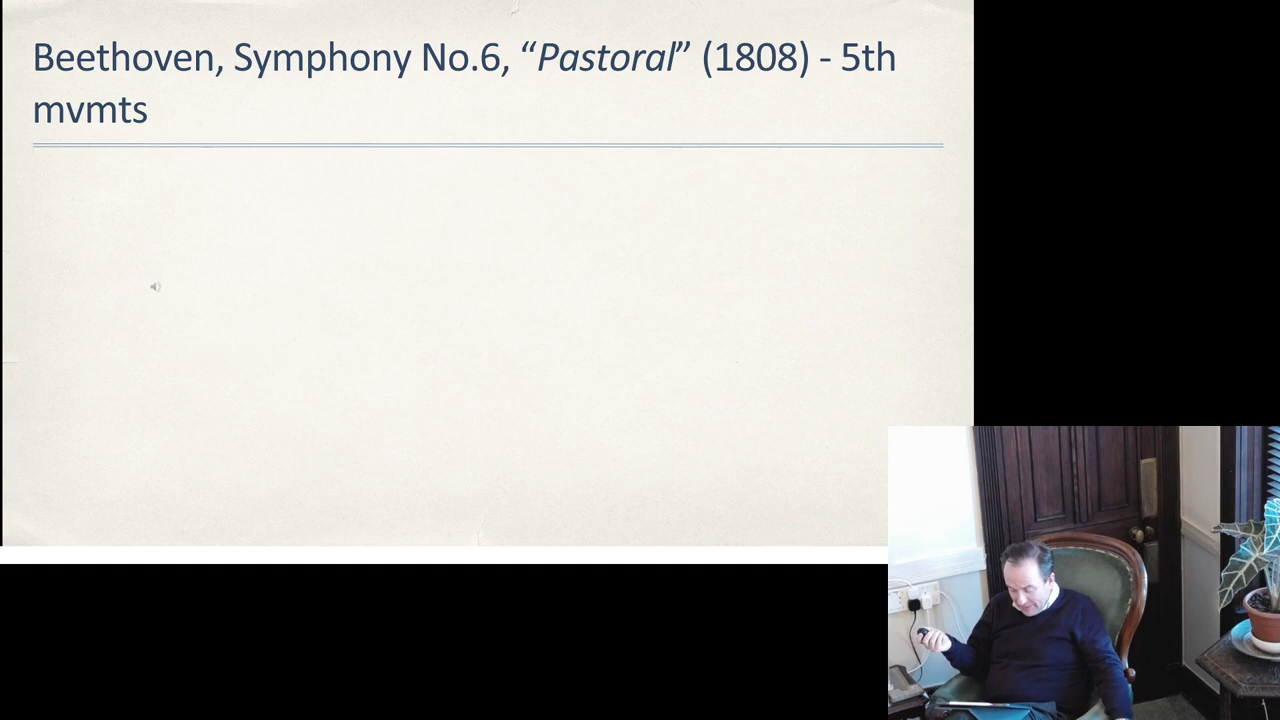 Beethoven, Symphony No.6, “Pastoral” (1808) - 5th
mvmts